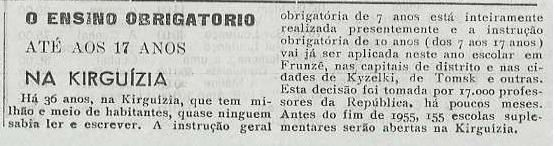 O ENSINO OBRIGATORIO
ATÉ AOS 17 ANOS
NA KIRGUÍZIA
Há 36 anos, na Kirguízia, que tem mi-
lhão e meio de habitantes, quase ninguem
sabia ler e escrever. A instrução geral
obrigatória de 7 anos está inteiramente
realizada presentemente e a instrução
obrigatória de 10 anos (dos 7 aos 17 anos)
vai já ser aplicada neste ano escolar em
Frunzê, nas capitais de distrito e nas ci-
dades de Kyzelki, de Tomsk e outras.
Esta decisão foi tomada por 17.000 profes-
sores da República, há poucos meses.
Antes do fim de 1955, 155 escolas suple-
mentares serão abertas na Kirguízia.